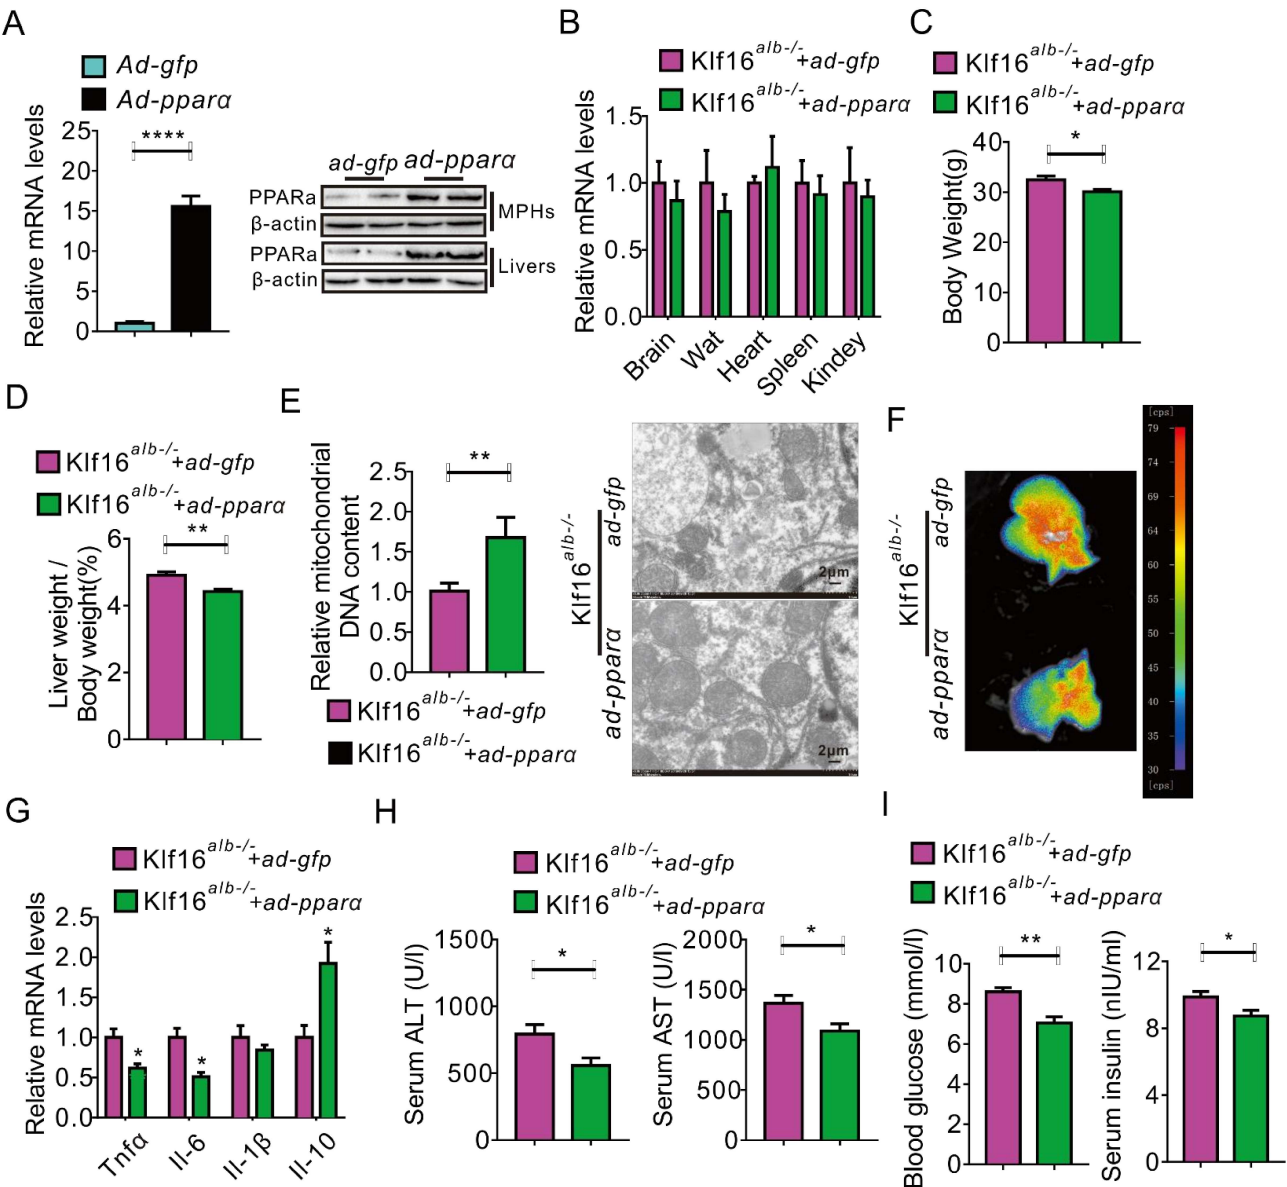 A
Ad-gfp
Ad-pparα
Relative mRNA levels
25
20
15
10
5
0
****
ad-gfp ad-pparα
PPARa
β-actin
MPHs
PPARa
β-actin
Livers
B
Klf16alb-/-+ad-gfp
Klf16alb-/-+ad-pparα
Relative mRNA levels
1.5
1.0
0.5
0.0
Brain
Wat
Heart
Spleen
Kindey
C
Klf16alb-/-+ad-gfp
Klf16alb-/-+ad-pparα
Body Weight(g)
40
30
20
10
0
*
D
Klf16alb-/-+ad-gfp
Klf16alb-/-+ad-pparα
Liver weight /
Body weight(%)
6
4
2
0
**
E
Relative mitochondrial
DNA content
2.5
2.0
1.5
1.0
0.5
0.0
**
Klf16alb-/-+ad-gfp
Klf16alb-/-+ad-pparα
Klf16alb-/-
ad-gfp
ad-pparα
2μm
2μm
F
Klf16alb-/-
ad-gfp
ad-pparα
[cps]
79
74
69
64
60
55
50
45
40
35
30
[cps]
G
Klf16alb-/-+ad-gfp
Klf16alb-/-+ad-pparα
Relative mRNA levels
2.5
2.0
1.5
1.0
0.5
0.0
*
*
*
Tnfα
Il-6
Il-1β
Il-10
H
Klf16alb-/-+ad-gfp
Klf16alb-/-+ad-pparα
Serum ALT (U/l)
1500
1000
500
0
*
Serum AST (U/l)
2000
1500
1000
500
0
*
I
Klf16alb-/-+ad-gfp
Klf16alb-/-+ad-pparα
Blood glucose (mmol/l)
10
8
6
4
2
0
**
Serum insulin (nIU/ml)
12
8
4
0
*